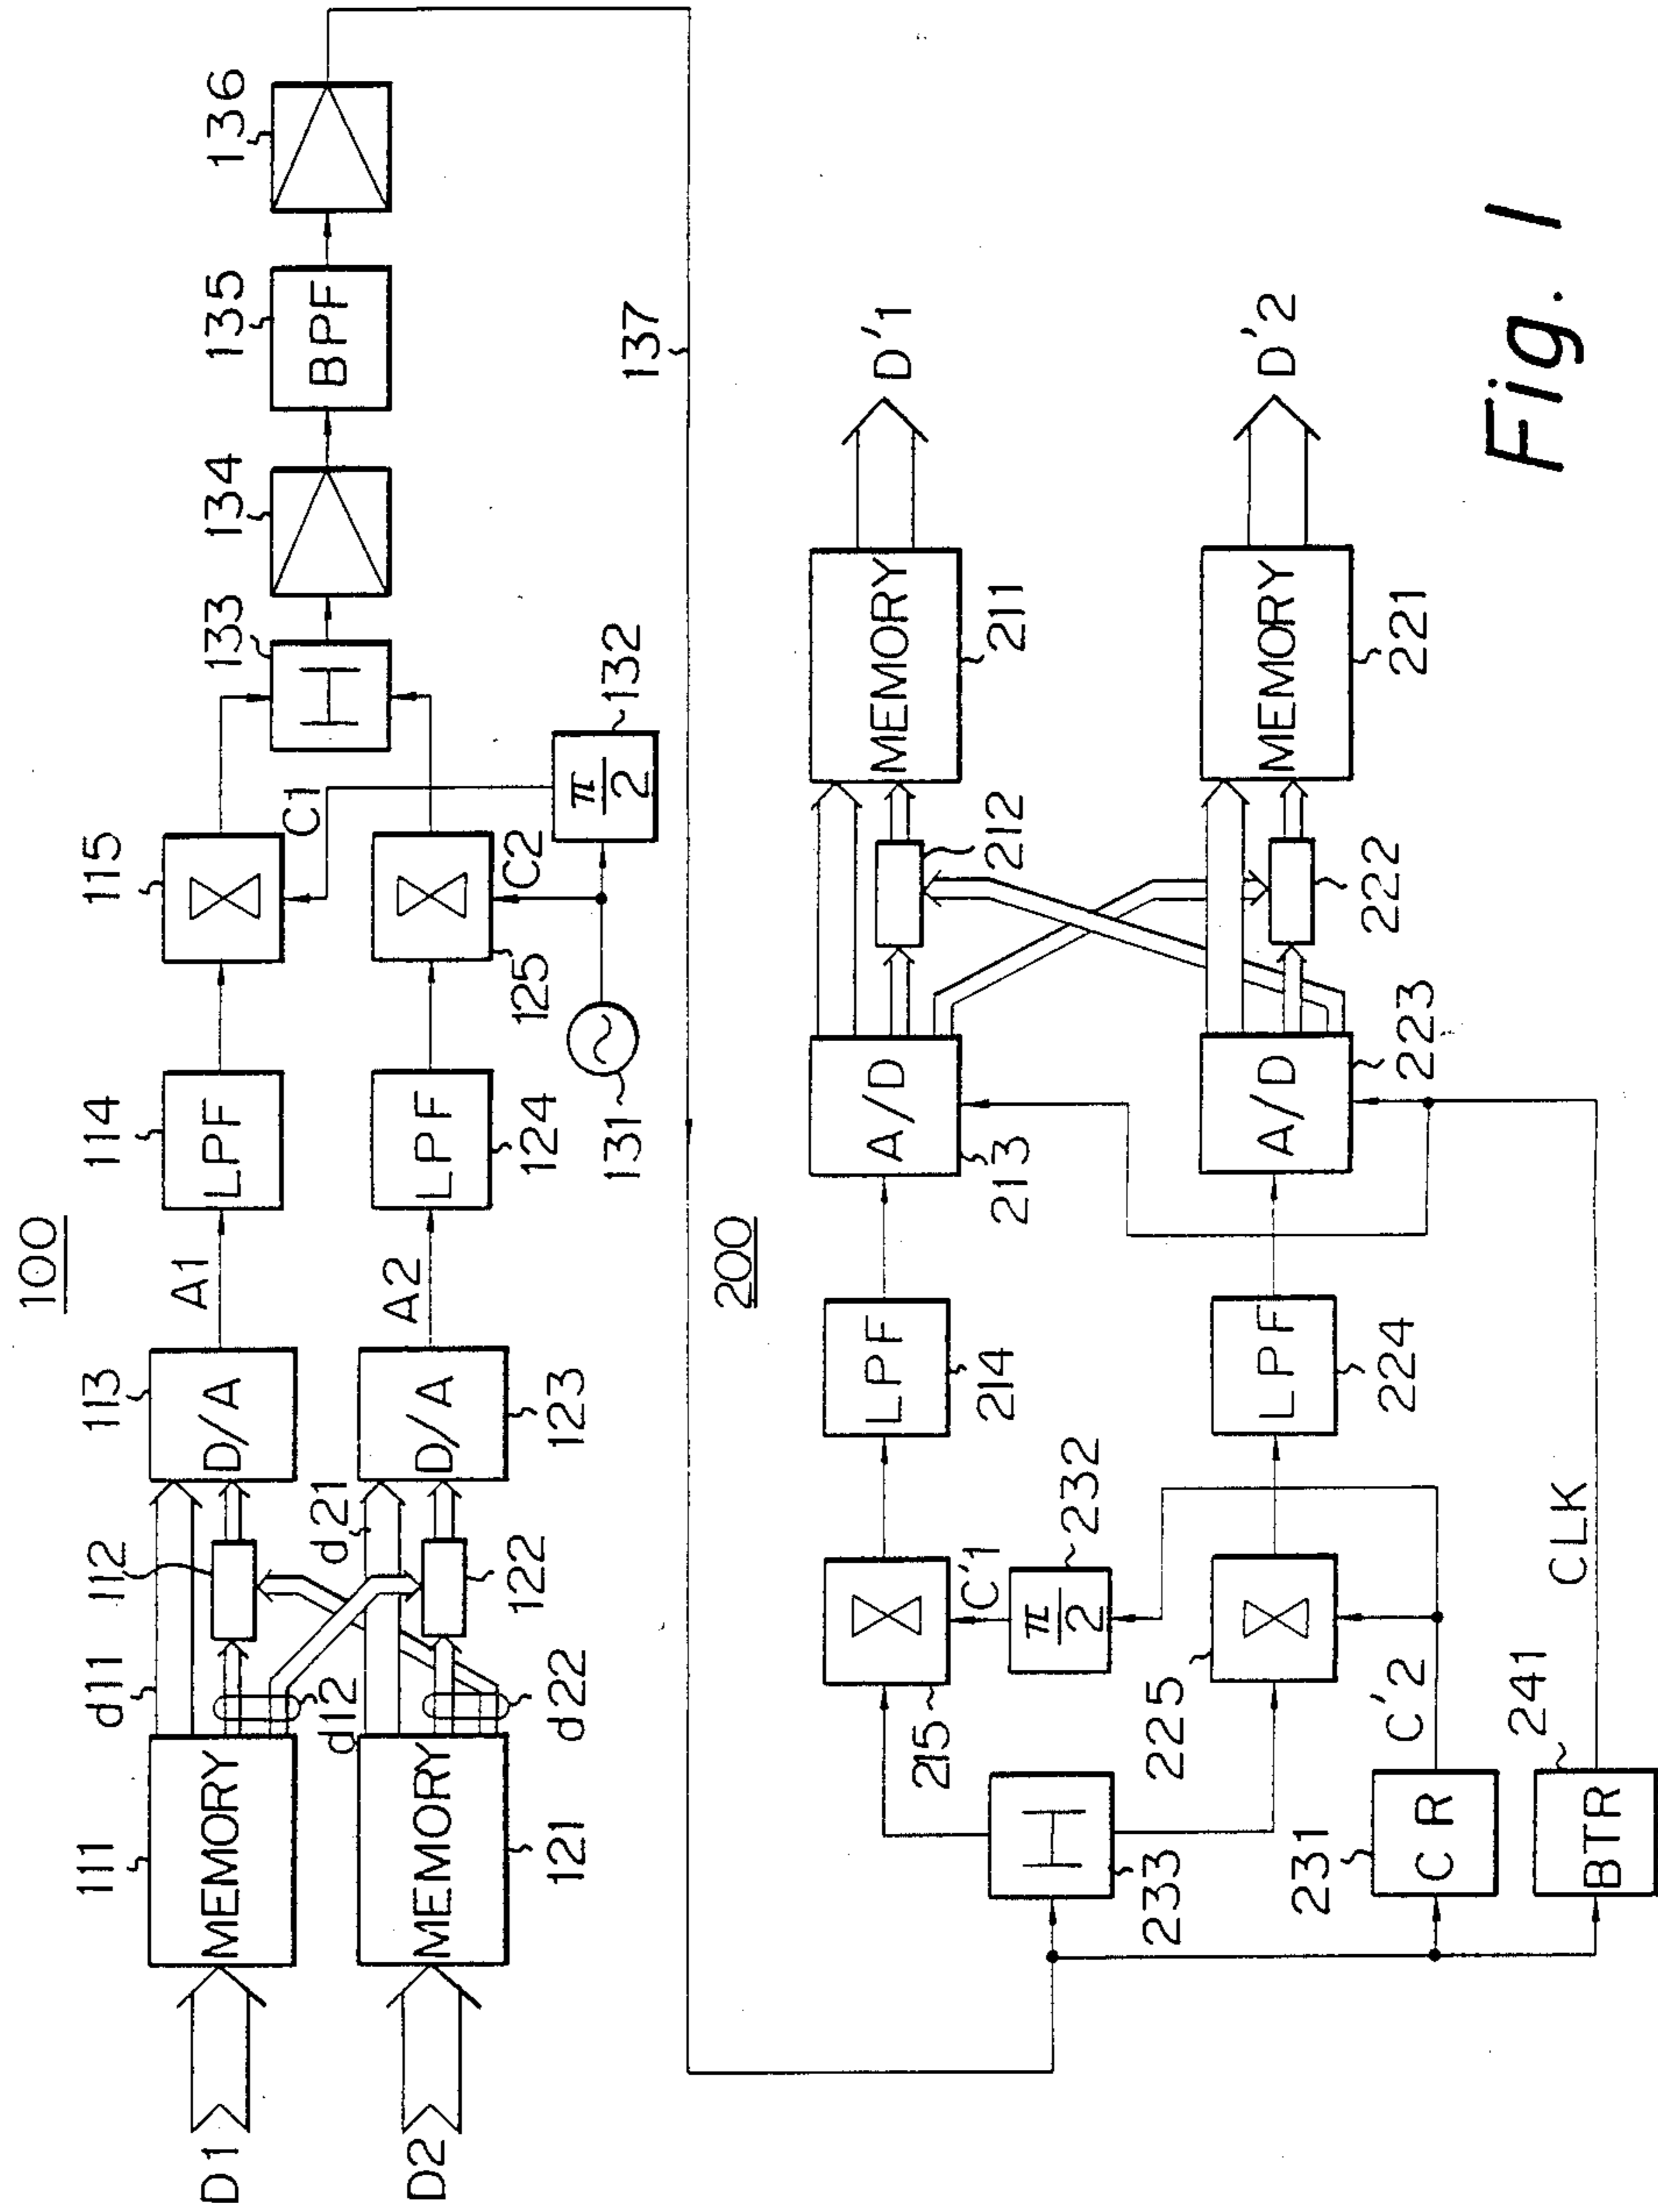 100
111
d11
112
113
A1
114
115
133
134
135
136
D1
MEMORY
D/A
LPF
C1
H
BPF
d12
d21
A2
C2
π/2
132
D2
MEMORY
D/A
LPF
125
121
d22
122
123
124
131
~
137
200
215
C'1
π/2
232
LPF
214
A/D
213
212
MEMORY
211
D'1
H
233
225
LPF
224
A/D
223
222
MEMORY
221
D'2
231
CR
C'2
241
BTR
CLK
Fig. 1